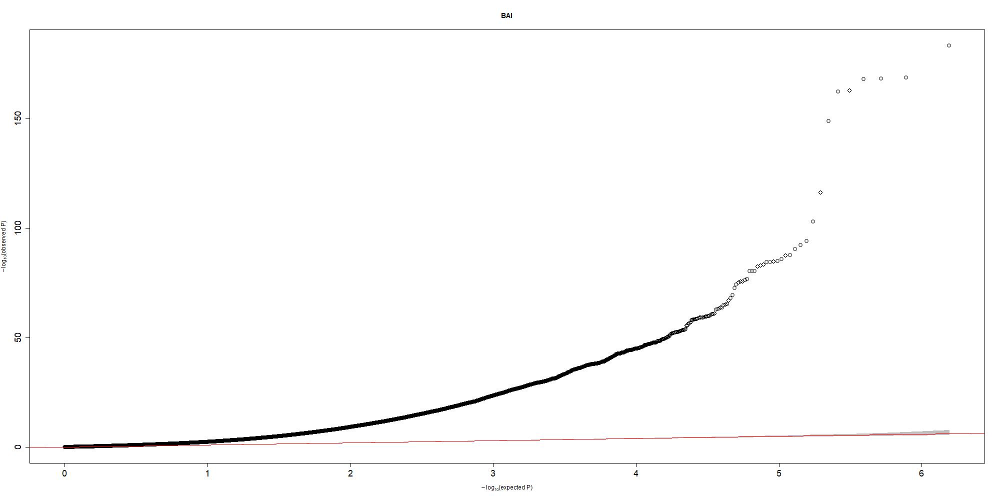 BAI
−log10(observed P)
150
100
50
0
0 1 2 3 4 5 6
−log10(expected P)